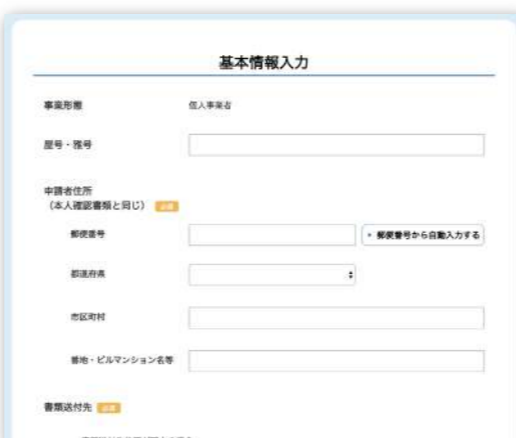 基本情報入力
事業形態 個人事業者
屋号・雅号
申請者住所
(本人確認書類と同じ) 必須
郵便番号 ・ 郵便番号から自動入力する
都道府県
市区町村
番地・ビルマンション名等
書類送付先 必須